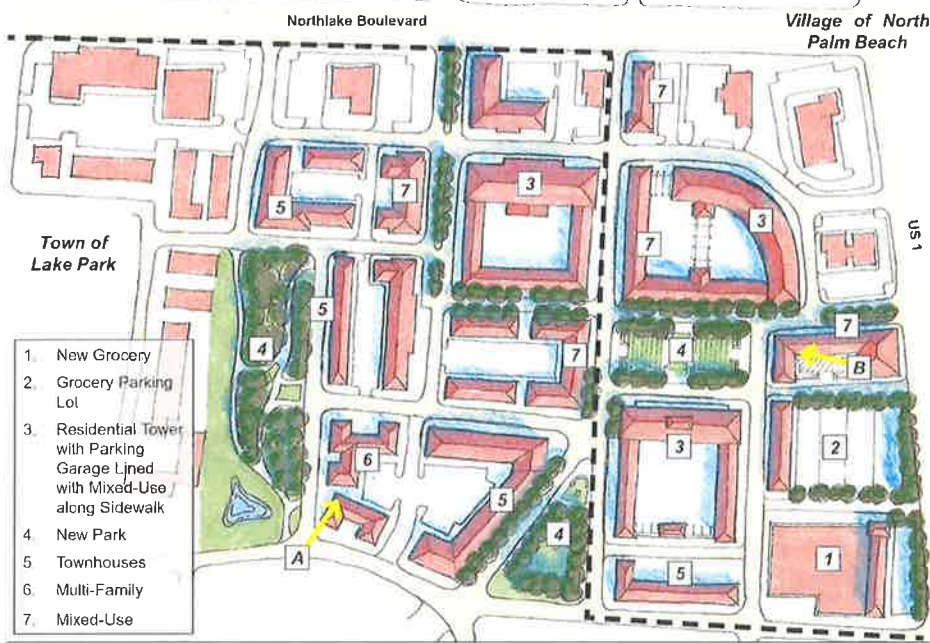 Northlake Boulevard
Village of North
Palm Beach
7
3
7
5
3
7
US 1
Town of
Lake Park
5
4
7
4
7
B
1. New Grocery
2. Grocery Parking
Lot
3. Residential Tower
with Parking
Garage Lined
with Mixed-Use
along Sidewalk
4. New Park
5 Townhouses
6. Multi-Family
7. Mixed-Use
6
3
2
5
4
A
5
1